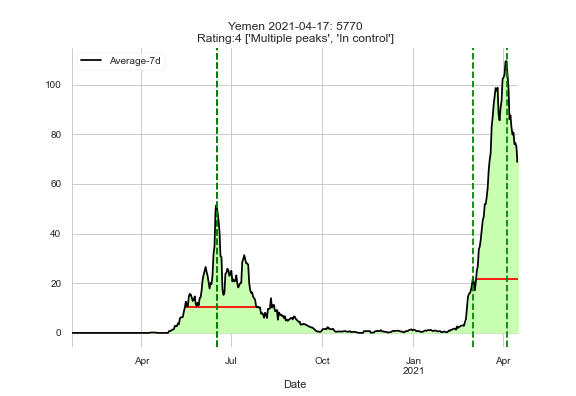 Yemen 2021-04-17: 5770
Rating:4 ['Multiple peaks', 'In control']
Average-7d
100
80
60
40
20
0
Apr
Jul
Oct
Jan
2021
Apr
Date